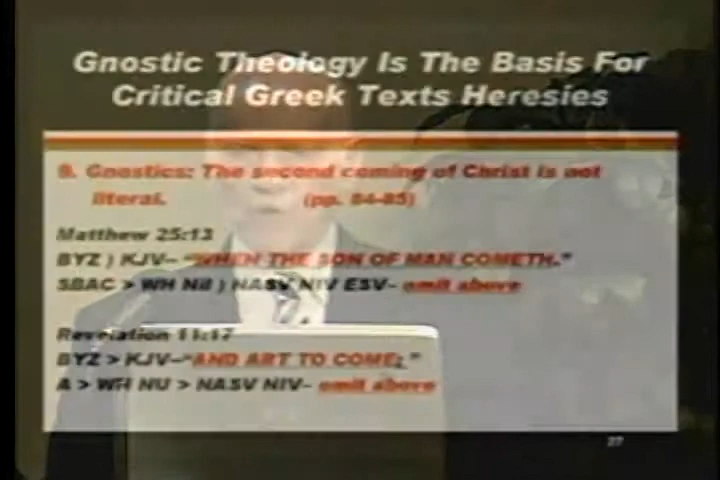 Gnostic Theology Is The Basis For
Critical Greek Texts Heresies
9. Gnostics: The second coming of Christ is not
literal. (pp. 84-85)
Matthew 25:13
BYZ ) KJV– “WHEN THE SON OF MAN COMETH.”
SBAC > WH NU ) NASV NIV ESV– omit above
Revelation 11:17
BYZ > KJV–“AND ART TO COME; ”
A > WH NU > NASV NIV– omit above
27